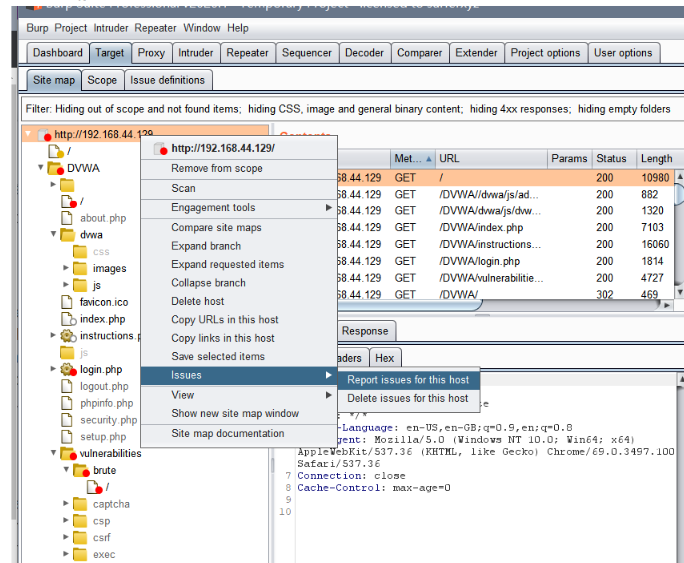 Burp Project Intruder Repeater Window Help
Dashboard Target Proxy Intruder Repeater Sequencer Decoder Comparer Extender Project options User options
Site map Scope Issue definitions
Filter: Hiding out of scope and not found items; hiding CSS, image and general binary content; hiding 4xx responses; hiding empty folders
http://192.168.44.129
/
DVWA
/
about.php
dvwa
css
images
js
favicon.ico
index.php
instructions.p
js
login.php
logout.php
phpinfo.php
security.php
setup.php
vulnerabilities
brute
/
captcha
csp
csrf
exec
http://192.168.44.129/
Remove from scope
Scan
Engagement tools
Compare site maps
Expand branch
Expand requested items
Collapse branch
Delete host
Copy URLs in this host
Copy links in this host
Save selected items
Issues
View
Show new site map window
Site map documentation
Report issues for this host
Delete issues for this host
Met... URL Params Status Length
68.44.129 GET / 200 10980
68.44.129 GET /DVWA//dvwa/js/ad... 200 882
68.44.129 GET /DVWA/dvwa/js/dvw... 200 1320
68.44.129 GET /DVWA/index.php 200 7103
68.44.129 GET /DVWA/instructions... 200 16060
68.44.129 GET /DVWA/login.php 200 1814
68.44.129 GET /DVWA/vulnerabilitie... 200 4727
68.44.129 GET /DVWA/ 302 469
Response
aders Hex
: */*
-Language: en-US,en-GB;q=0.9,en;q=0.8
gent: Mozilla/5.0 (Windows NT 10.0; Win64; x64)
AppleWebKit/537.36 (KHTML, like Gecko) Chrome/69.0.3497.100
Safari/537.36
7 Connection: close
8 Cache-Control: max-age=0
9
10